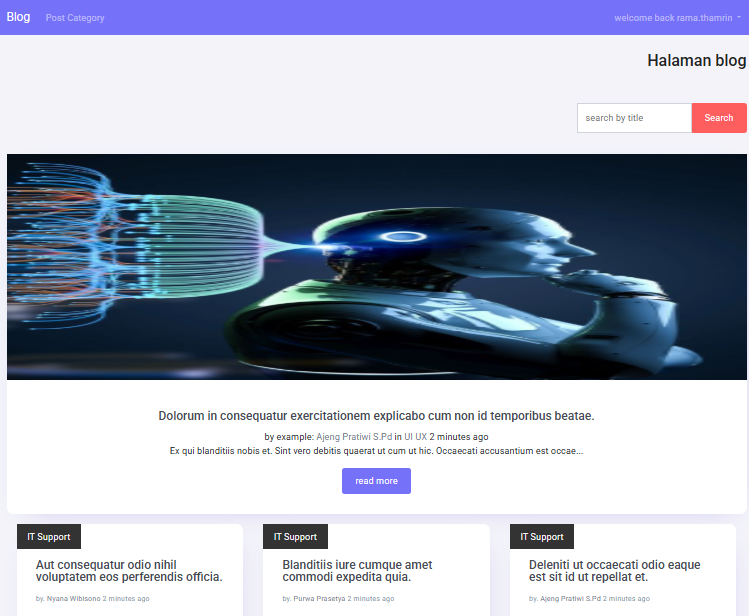 Blog Post Category welcome back rama.thamrin
Halaman blog
search by title Search
Dolorum in consequatur exercitationem explicabo cum non id temporibus beatae.
by example: Ajeng Pratiwi S.Pd in UI UX 2 minutes ago
Ex qui blanditiis nobis et. Sint vero debitis quaerat ut cum ut hic. Occaecati accusantium est occae...
read more
IT Support
Aut consequatur odio nihil
voluptatem eos perferendis officia.
by. Nyana Wibisono 2 minutes ago
IT Support
Blanditiis iure cumque amet
commodi expedita quia.
by. Purwa Prasetya 2 minutes ago
IT Support
Deleniti ut occaecati odio eaque
est sit id ut repellat et.
by. Ajeng Pratiwi S.Pd 2 minutes ago